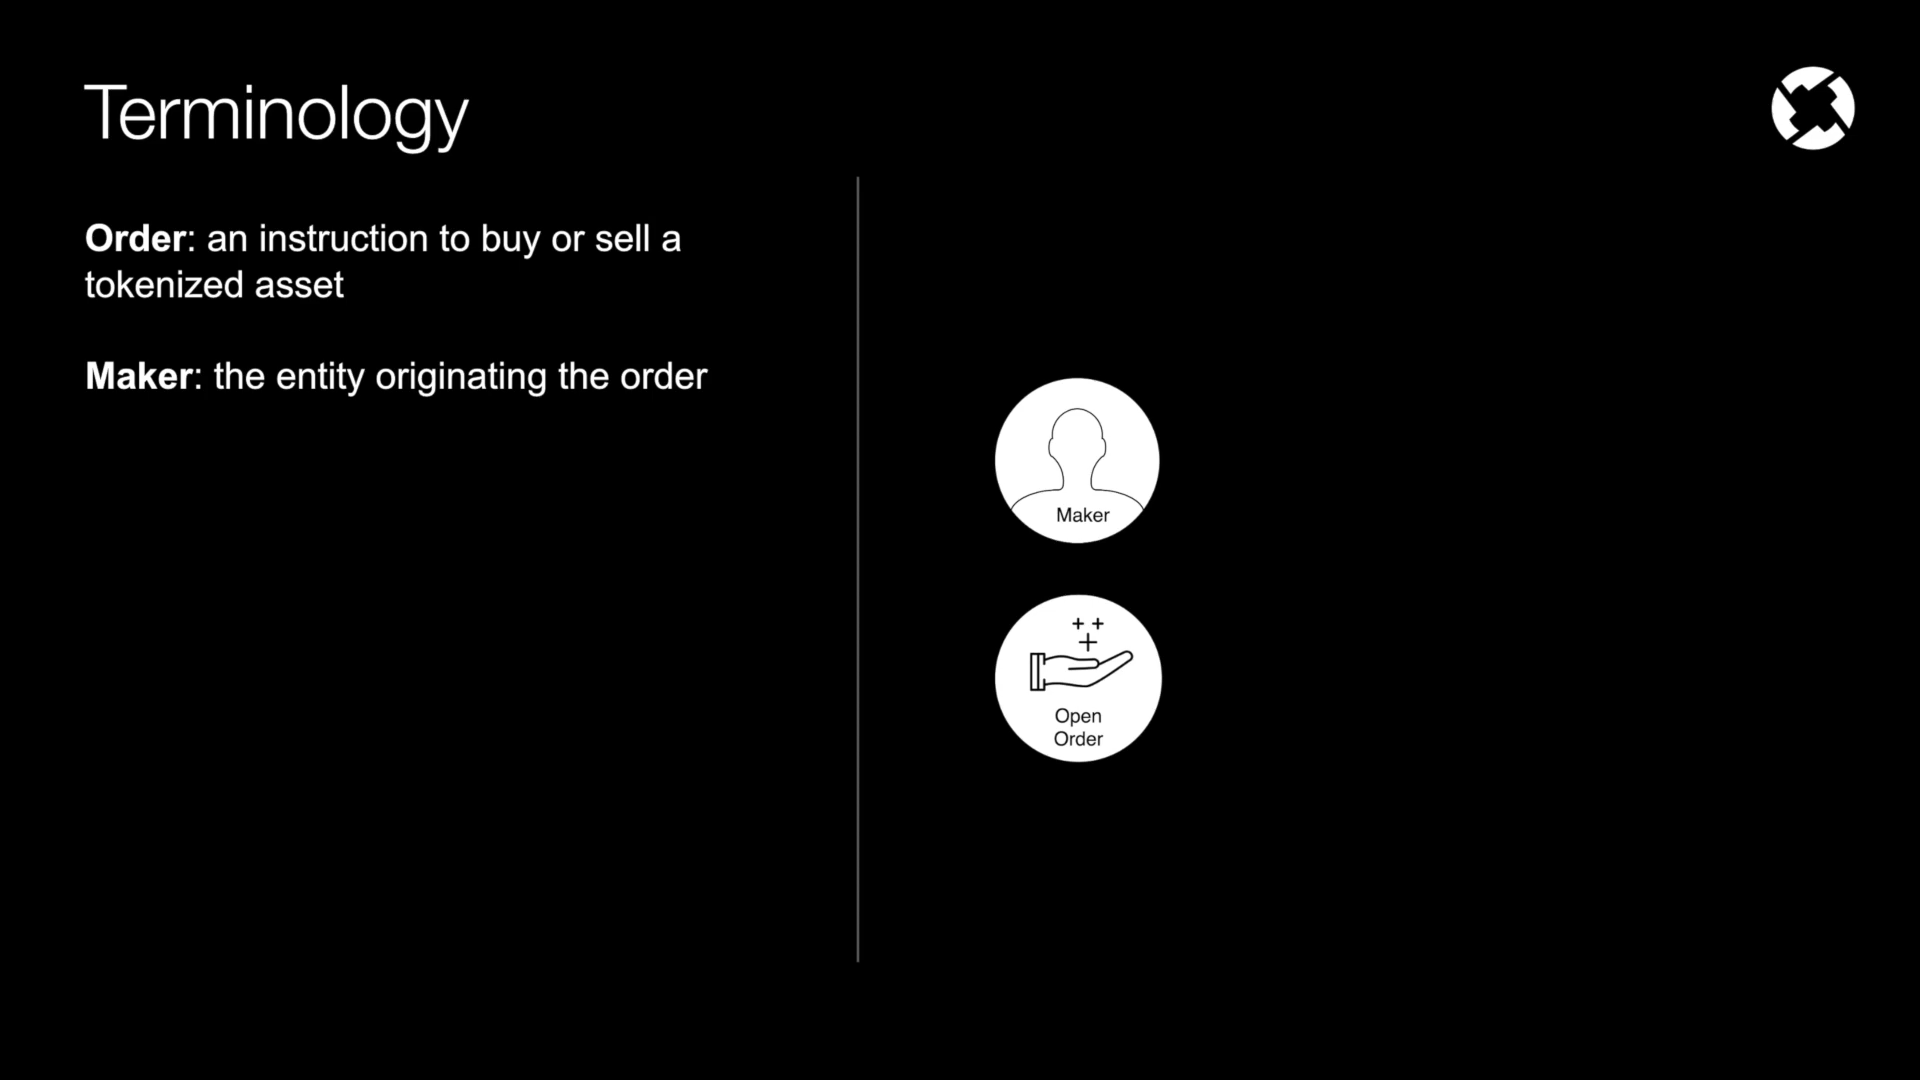 Terminology
Order: an instruction to buy or sell a
tokenized asset
Maker: the entity originating the order
Maker
Open
Order